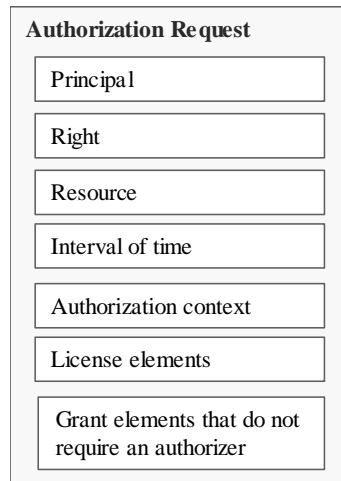 Authorization Request
Principal
Right
Resource
Interval of time
Authorization context
License elements
Grant elements that do not
require an authorizer